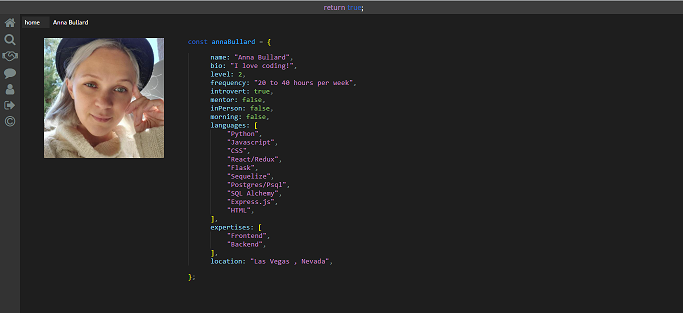 return true;
home Anna Bullard
const annaBullard = {
name: "Anna Bullard",
bio: "I love coding!",
level: 2,
frequency: "20 to 40 hours per week",
introvert: true,
mentor: false,
inPerson: false,
morning: false,
languages: [
"Python",
"Javascript",
"CSS",
"React/Redux",
"Flask",
"Sequelize",
"Postgres/Psql",
"SQL Alchemy",
"Express.js",
"HTML",
],
expertises: [
"Frontend",
"Backend",
],
location: "Las Vegas , Nevada",
};